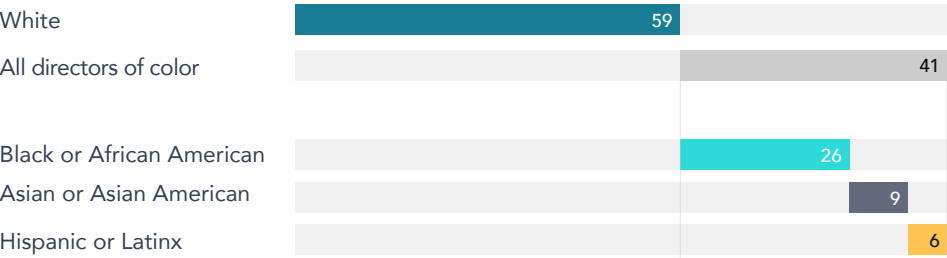 White 59
All directors of color 41
Black or African American 26
Asian or Asian American 9
Hispanic or Latinx 6